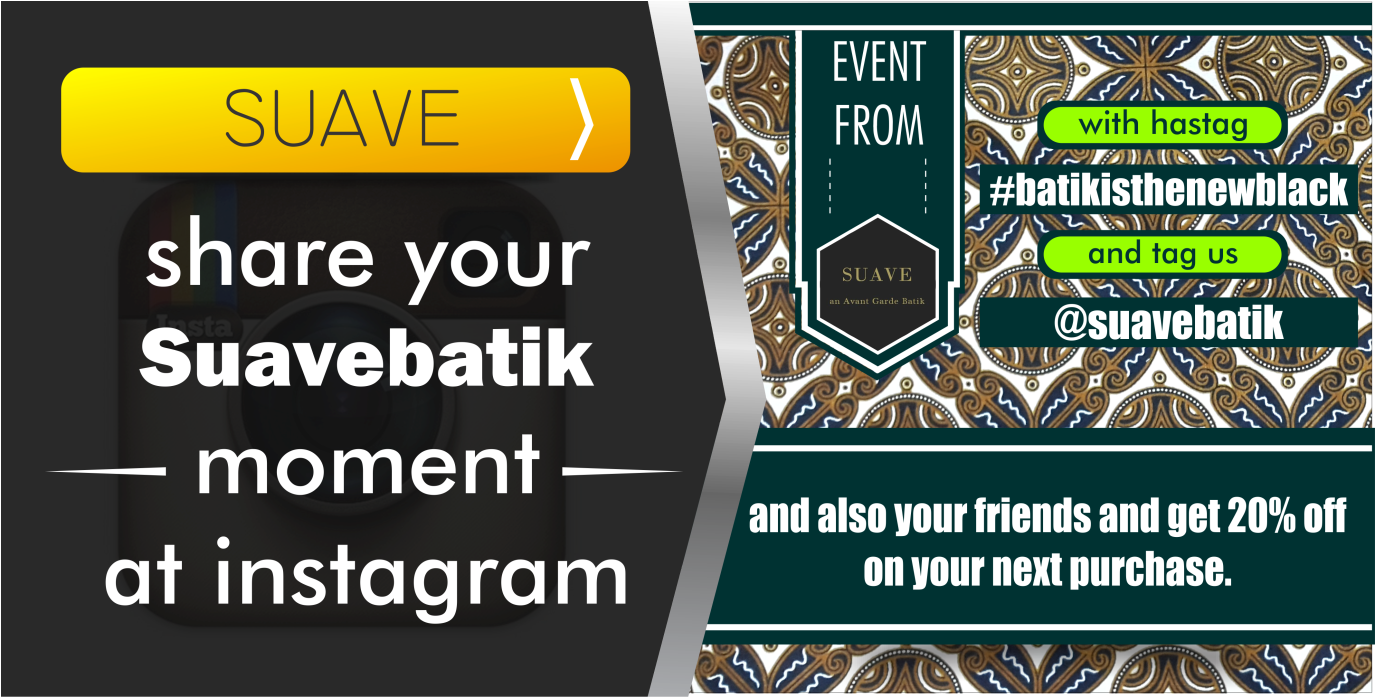 SUAVE
share your
Suavebatik
moment
at instagram
Insta
EVENT
FROM
SUAVE
an Avant Garde Batik
with hastag
#batikisthenewblack
and tag us
@suavebatik
and also your friends and get 20% off
on your next purchase.